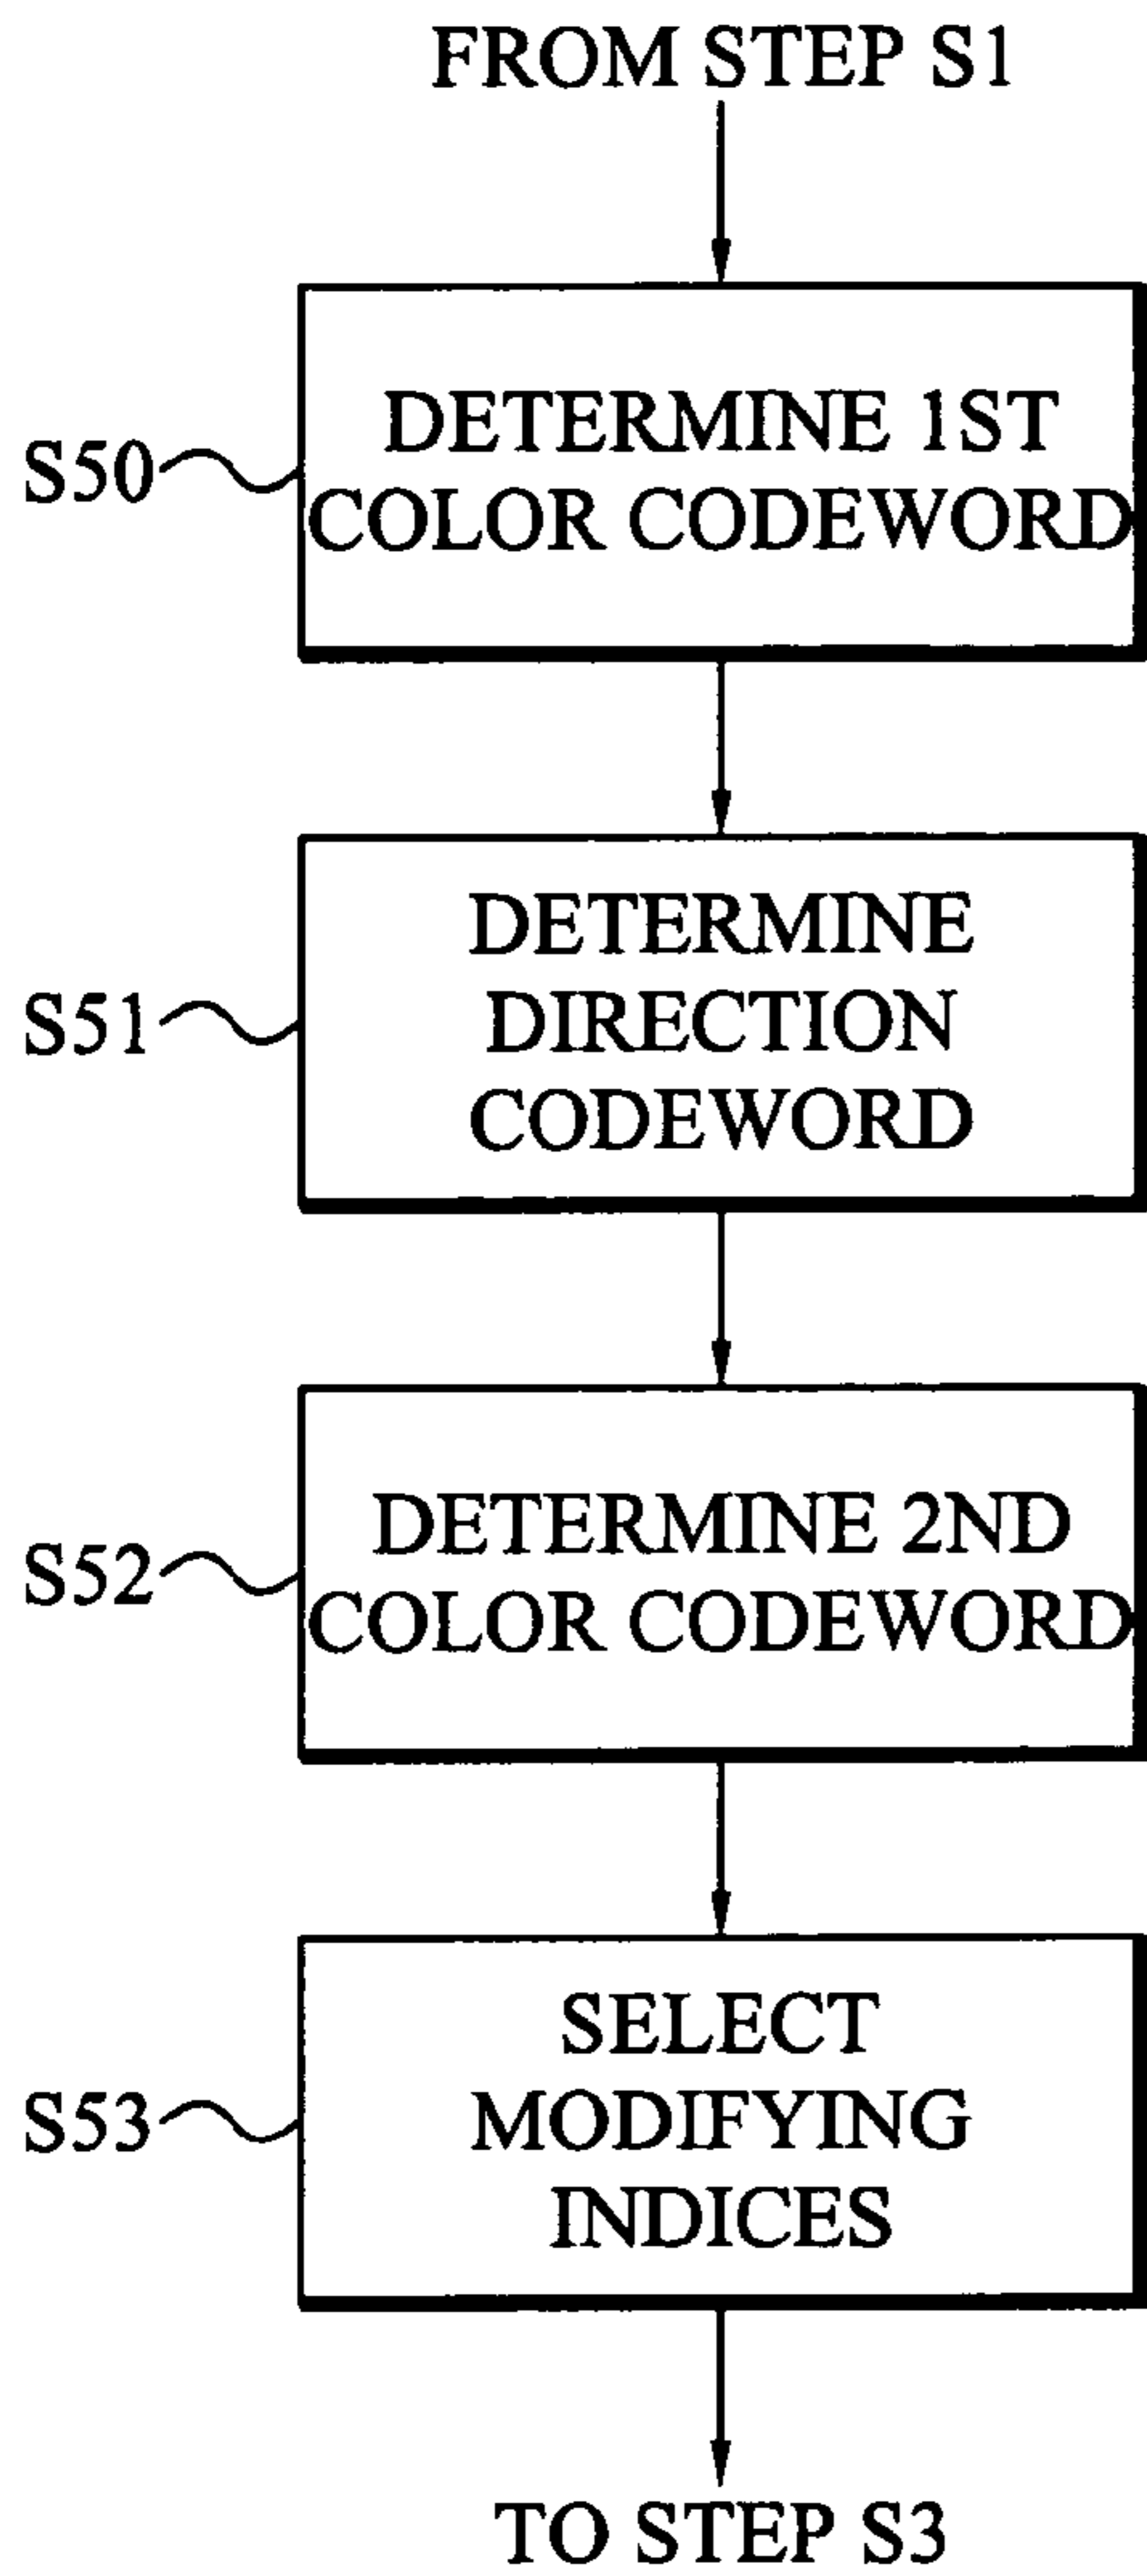 FROM STEP S1
S50
DETERMINE 1ST
COLOR CODEWORD
S51
DETERMINE
DIRECTION
CODEWORD
S52
DETERMINE 2ND
COLOR CODEWORD
S53
SELECT
MODIFYING
INDICES
TO STEP S3